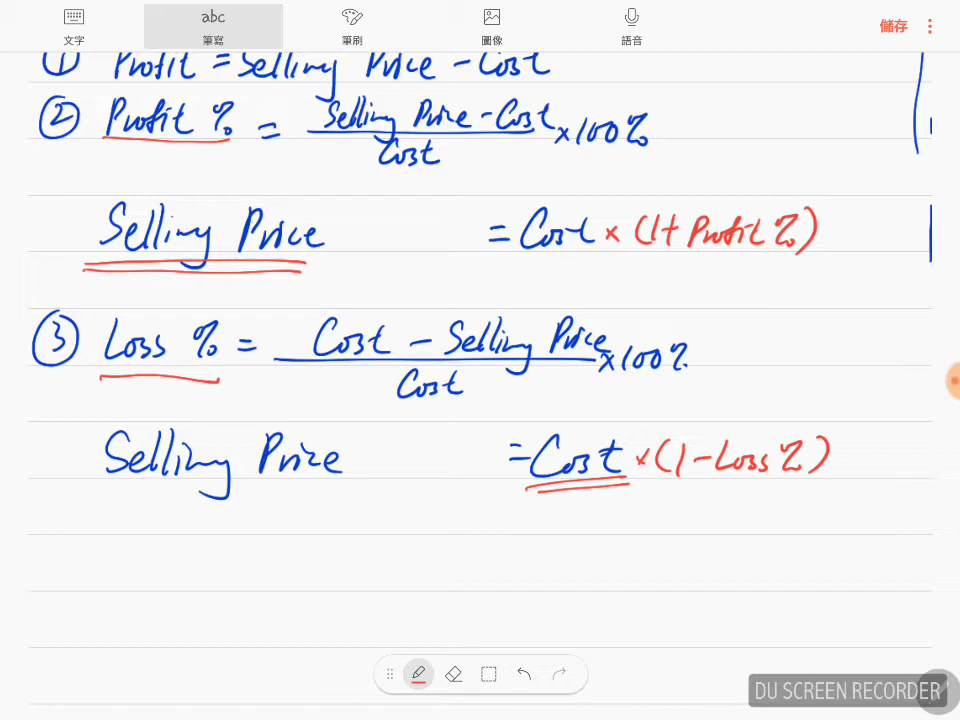 abc
文字 筆寫 筆刷 圖像 語音 儲存
① Profit = Selling Price - Cost
② Profit % = Selling Price - Cost / Cost × 100%
Selling Price = Cost × (1 + Profit %)
③ Loss % = Cost - Selling Price / Cost × 100%
Selling Price = Cost × (1 - Loss %)
DU SCREEN RECORDER